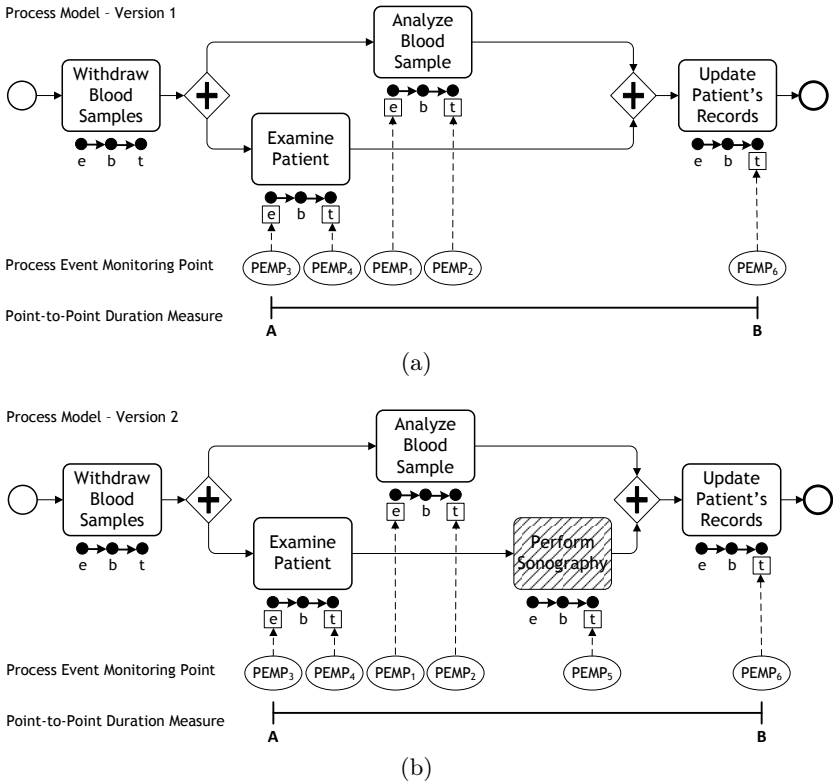 Process Model – Version 1
Withdraw
Blood
Samples
e b t
Analyze
Blood
Sample
e b t
Examine
Patient
e b t
Update
Patient's
Records
e b t
Process Event Monitoring Point
PEMP3 PEMP4 PEMP1 PEMP2 PEMP6
Point-to-Point Duration Measure
A B
(a)
Process Model – Version 2
Withdraw
Blood
Samples
e b t
Analyze
Blood
Sample
e b t
Examine
Patient
e b t
Perform
Sonography
e b t
Update
Patient's
Records
e b t
Process Event Monitoring Point
PEMP3 PEMP4 PEMP1 PEMP2 PEMP5 PEMP6
Point-to-Point Duration Measure
A B
(b)